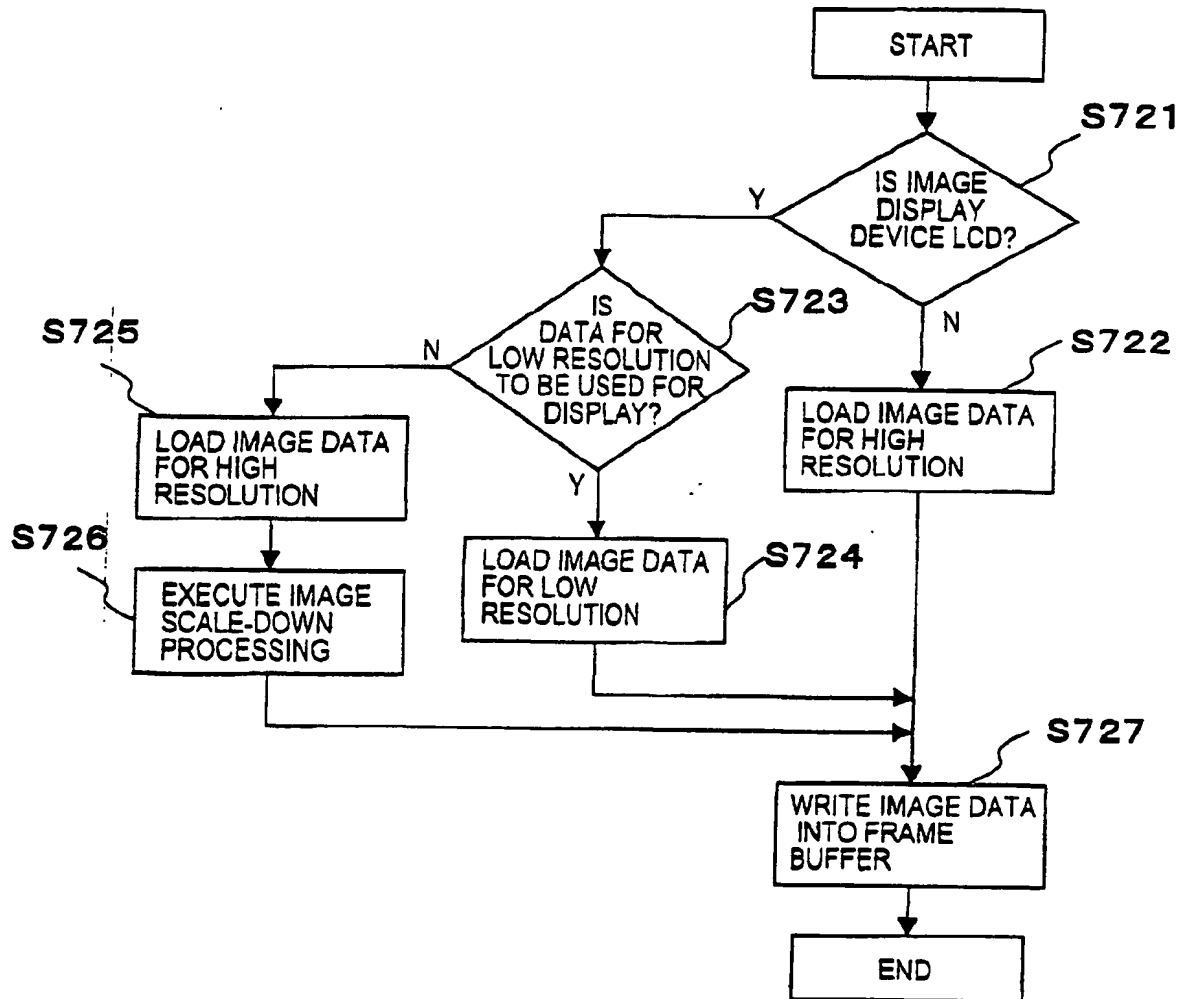 START
S721
IS IMAGE
DISPLAY
DEVICE LCD?
Y
N
S723
IS
DATA FOR
LOW RESOLUTION
TO BE USED FOR
DISPLAY?
N
Y
S722
LOAD IMAGE DATA
FOR HIGH
RESOLUTION
S725
LOAD IMAGE DATA
FOR HIGH
RESOLUTION
S726
EXECUTE IMAGE
SCALE-DOWN
PROCESSING
S724
LOAD IMAGE DATA
FOR LOW
RESOLUTION
S727
WRITE IMAGE DATA
INTO FRAME
BUFFER
END